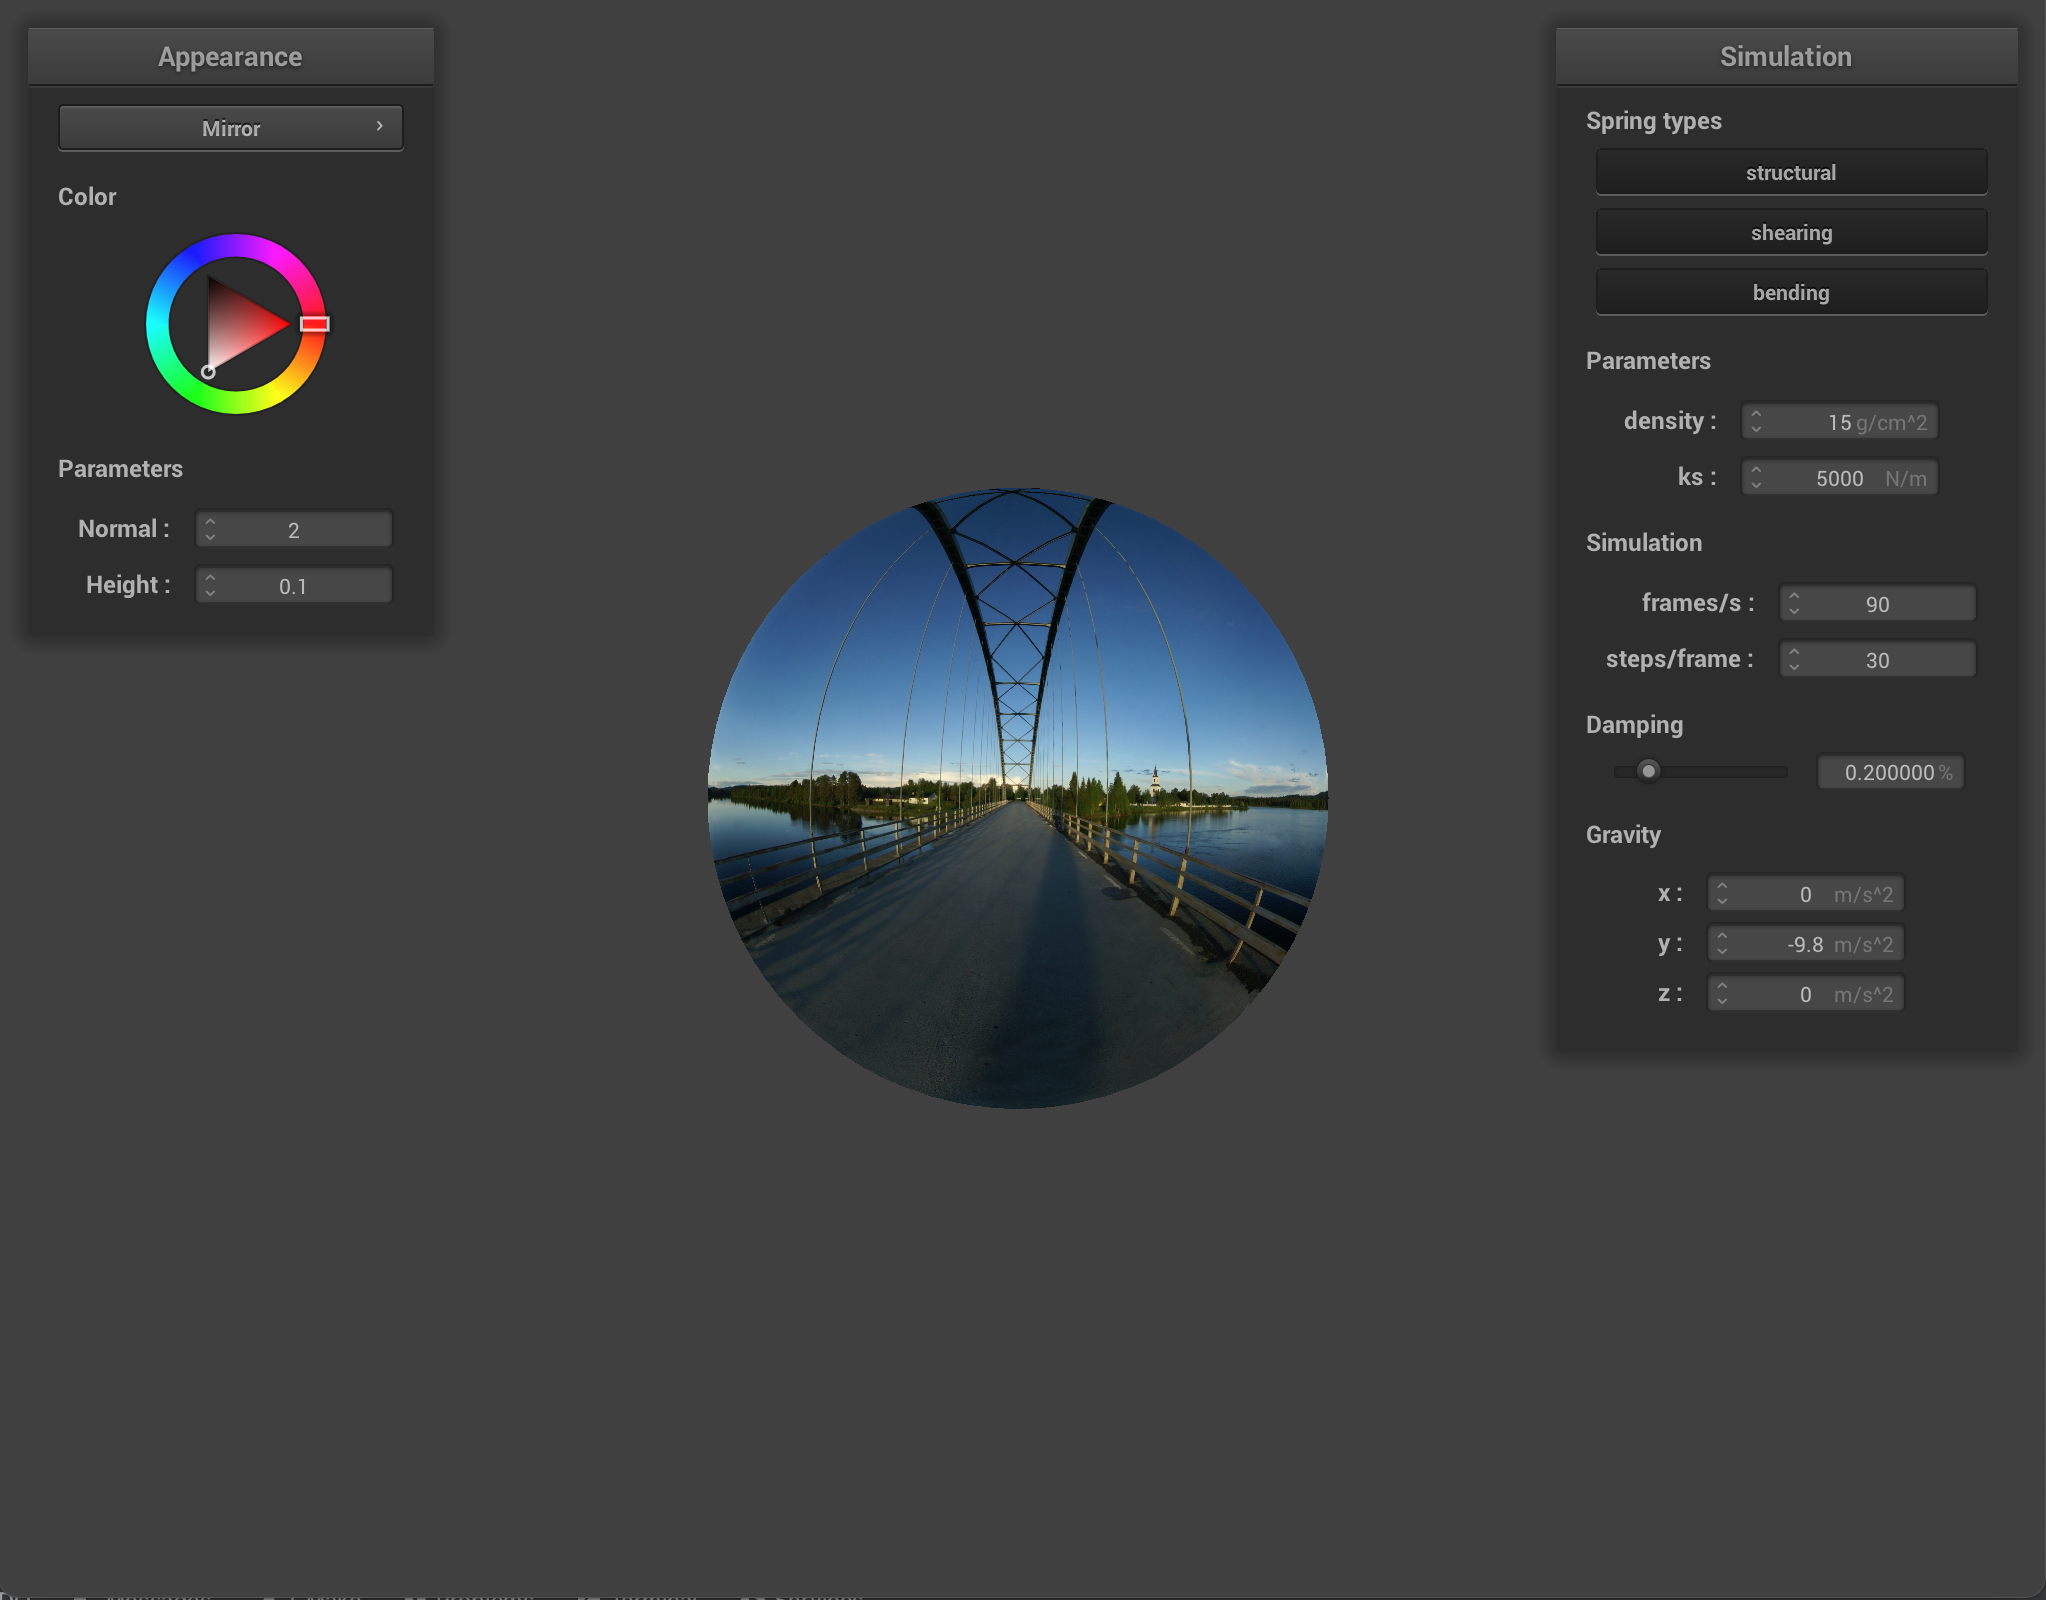 Appearance
Mirror
Color
Parameters
Normal :
2
Height :
0.1
Simulation
Spring types
structural
shearing
bending
Parameters
density :
15 g/cm^2
ks :
5000 N/m
Simulation
frames/s :
90
steps/frame :
30
Damping
0.200000 %
Gravity
x :
0 m/s^2
y :
-9.8 m/s^2
z :
0 m/s^2